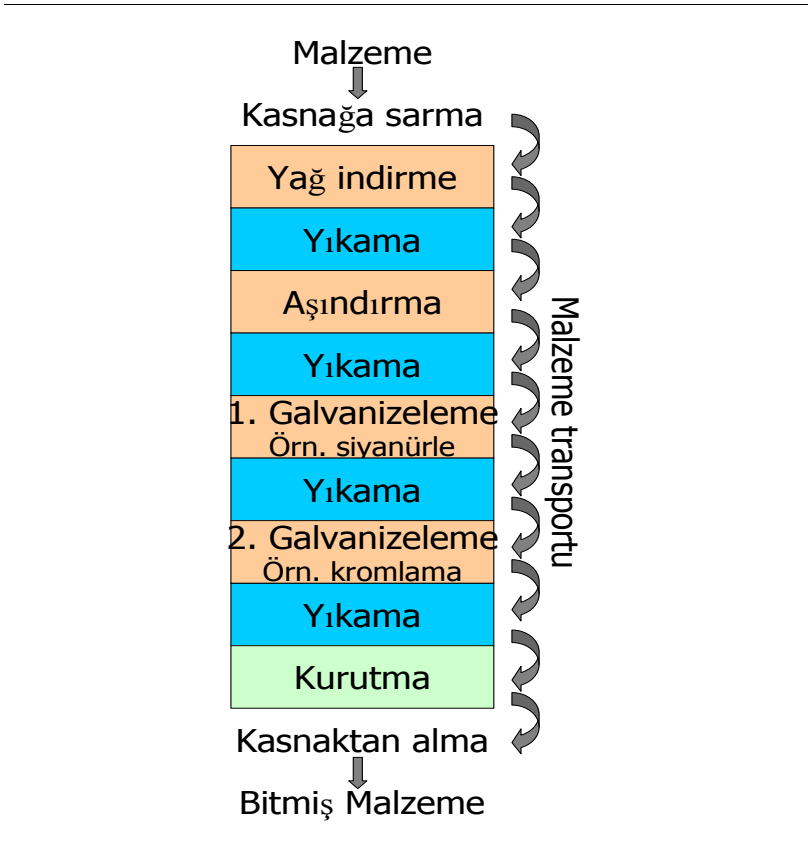 Malzeme
Kasnağa sarma
Yağ indirme
Yıkama
Aşındırma
Yıkama
1. Galvanizeleme
Örn. siyanürle
Yıkama
2. Galvanizeleme
Örn. kromlama
Yıkama
Kurutma
Kasnaktan alma
Bitmiş Malzeme
Malzeme transportu